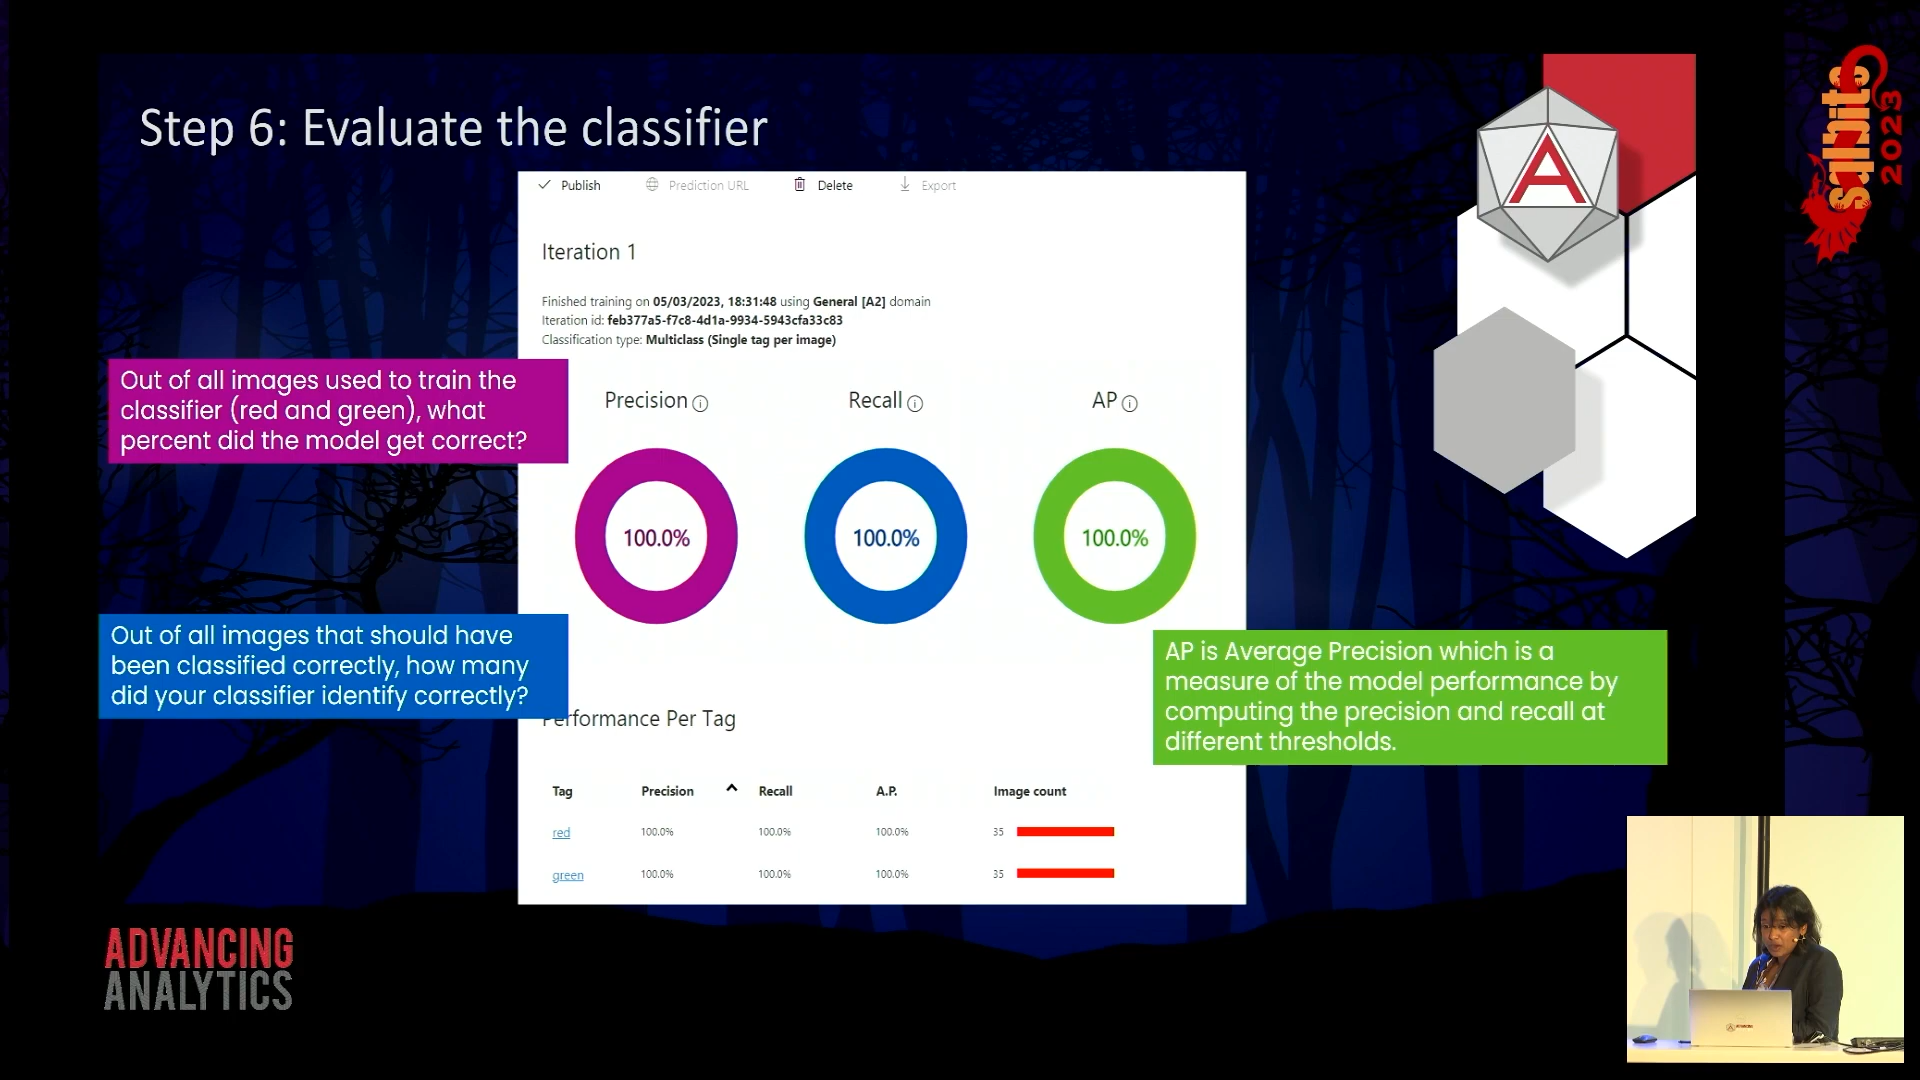 Step 6: Evaluate the classifier
sqlbits
2023
A
Publish Prediction URL Delete Export
Iteration 1
Finished training on 05/03/2023, 18:31:48 using General [A2] domain
Iteration id: feb377a5-f7c8-4d1a-9934-5943cfa33c83
Classification type: Multiclass (Single tag per image)
Out of all images used to train the
classifier (red and green), what
percent did the model get correct?
Precision Recall AP
100.0% 100.0% 100.0%
Out of all images that should have
been classified correctly, how many
did your classifier identify correctly?
AP is Average Precision which is a
measure of the model performance by
computing the precision and recall at
different thresholds.
Performance Per Tag
Tag Precision Recall A.P. Image count
red 100.0% 100.0% 100.0% 35
green 100.0% 100.0% 100.0% 35
ADVANCING
ANALYTICS